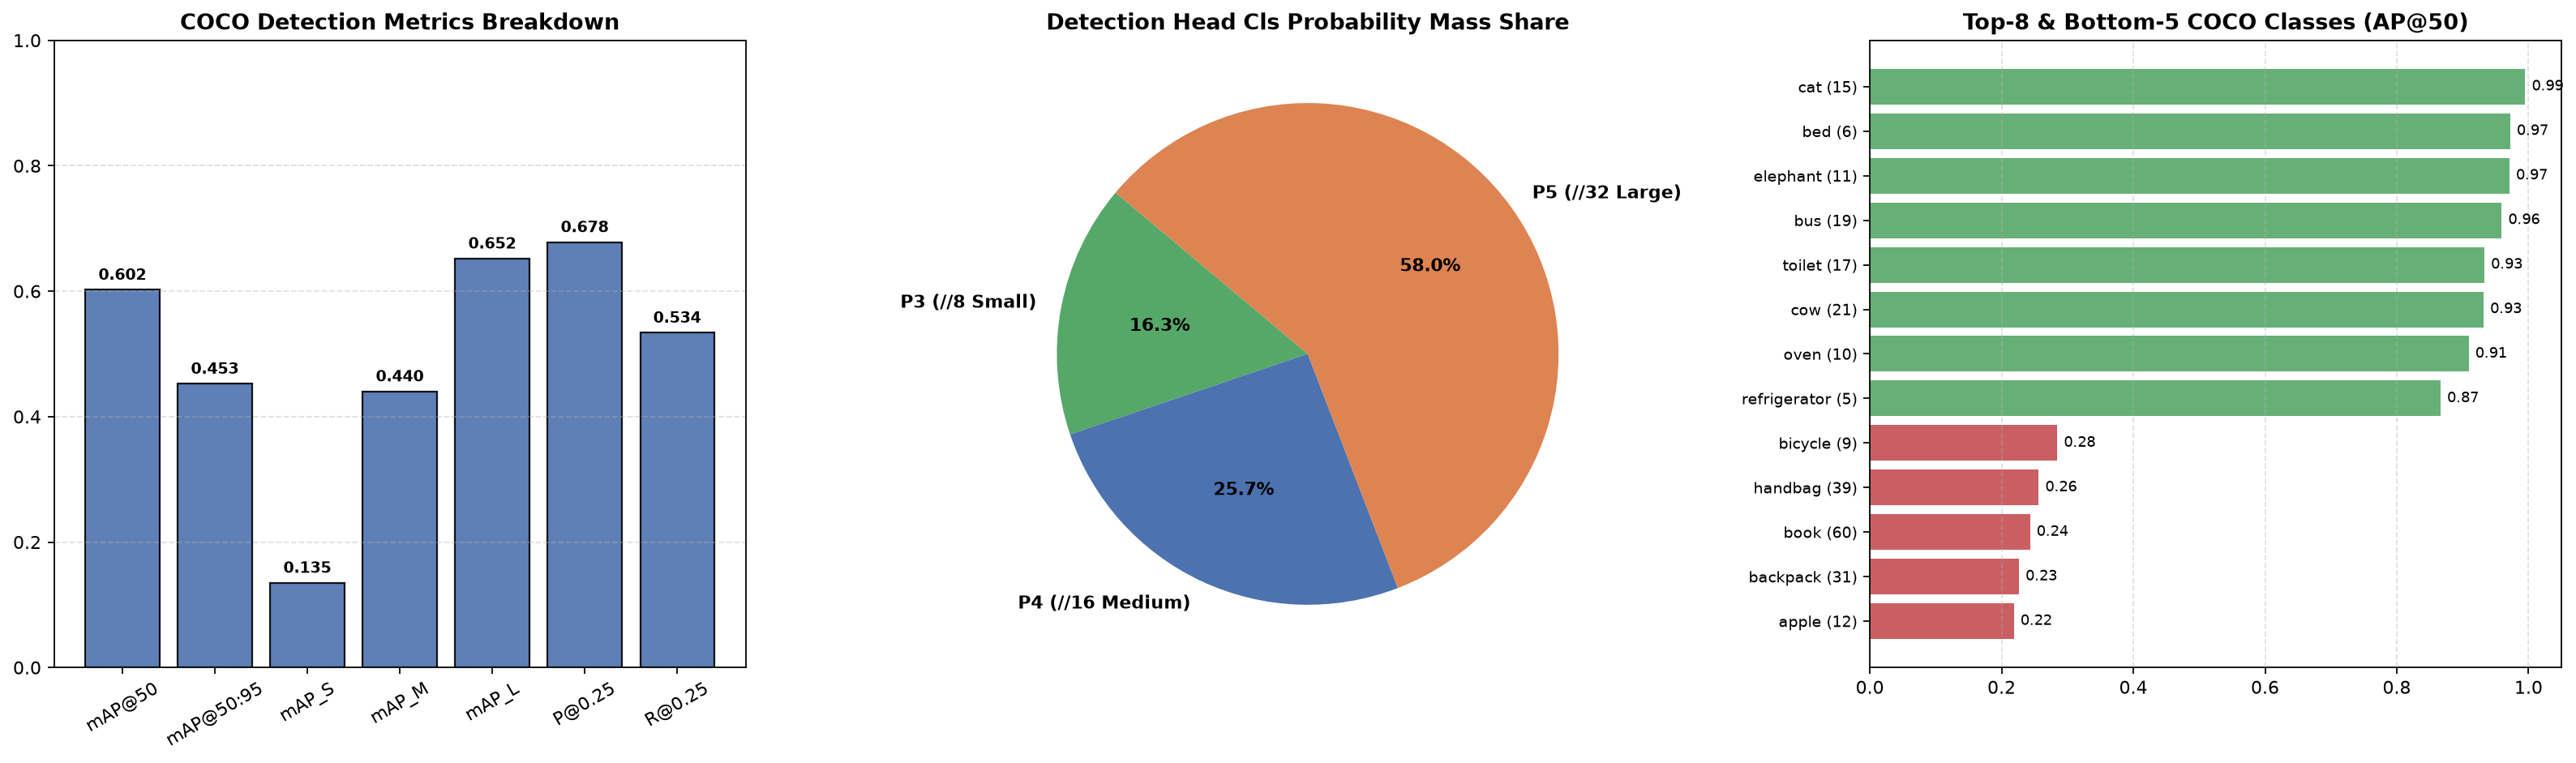 COCO Detection Metrics Breakdown
1.0
0.8
0.6
0.4
0.2
0.0
0.602
0.453
0.135
0.440
0.652
0.678
0.534
mAP@50
mAP@50:95
mAP_S
mAP_M
mAP_L
P@0.25
R@0.25
Detection Head Cls Probability Mass Share
P5 (//32 Large)
58.0%
P3 (//8 Small)
16.3%
25.7%
P4 (//16 Medium)
Top-8 & Bottom-5 COCO Classes (AP@50)
cat (15) 0.99
bed (6) 0.97
elephant (11) 0.97
bus (19) 0.96
toilet (17) 0.93
cow (21) 0.93
oven (10) 0.91
refrigerator (5) 0.87
bicycle (9) 0.28
handbag (39) 0.26
book (60) 0.24
backpack (31) 0.23
apple (12) 0.22
0.0 0.2 0.4 0.6 0.8 1.0